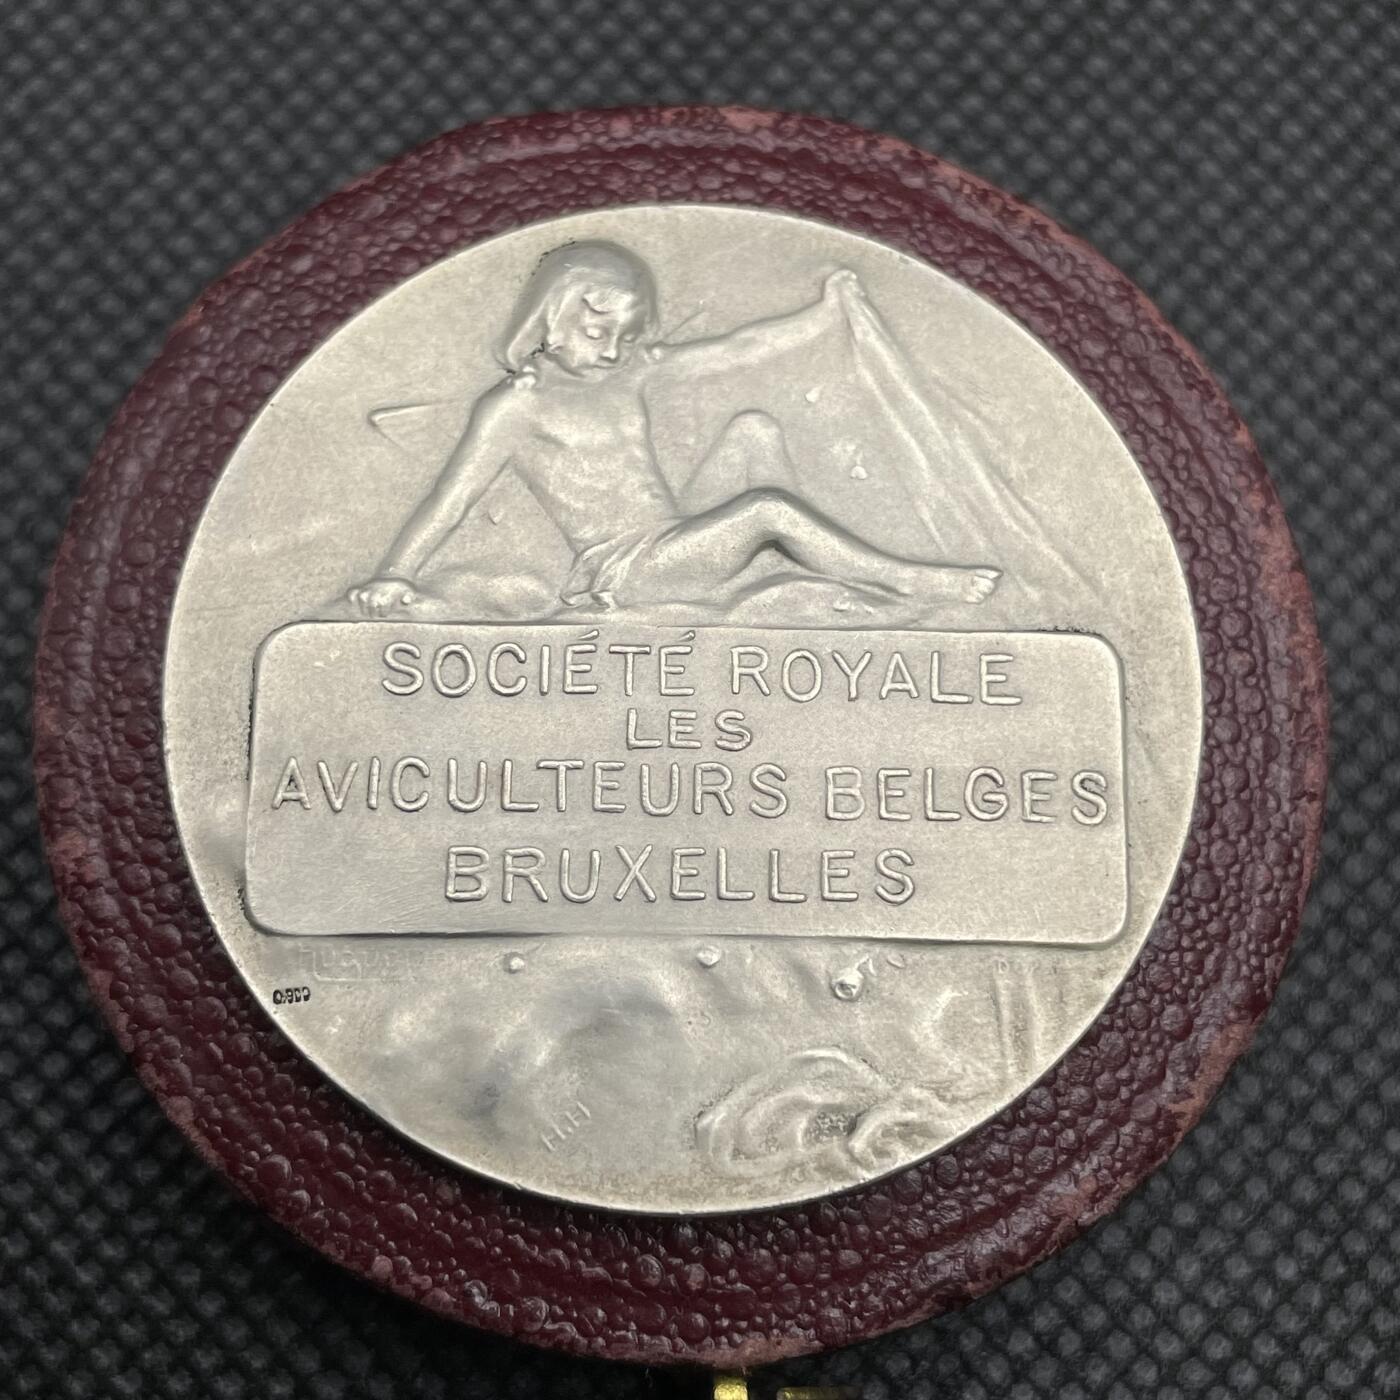 SOCIÉTÉ ROYALE
LES
AVICULTEURS BELGES
BRUXELLES
H.H